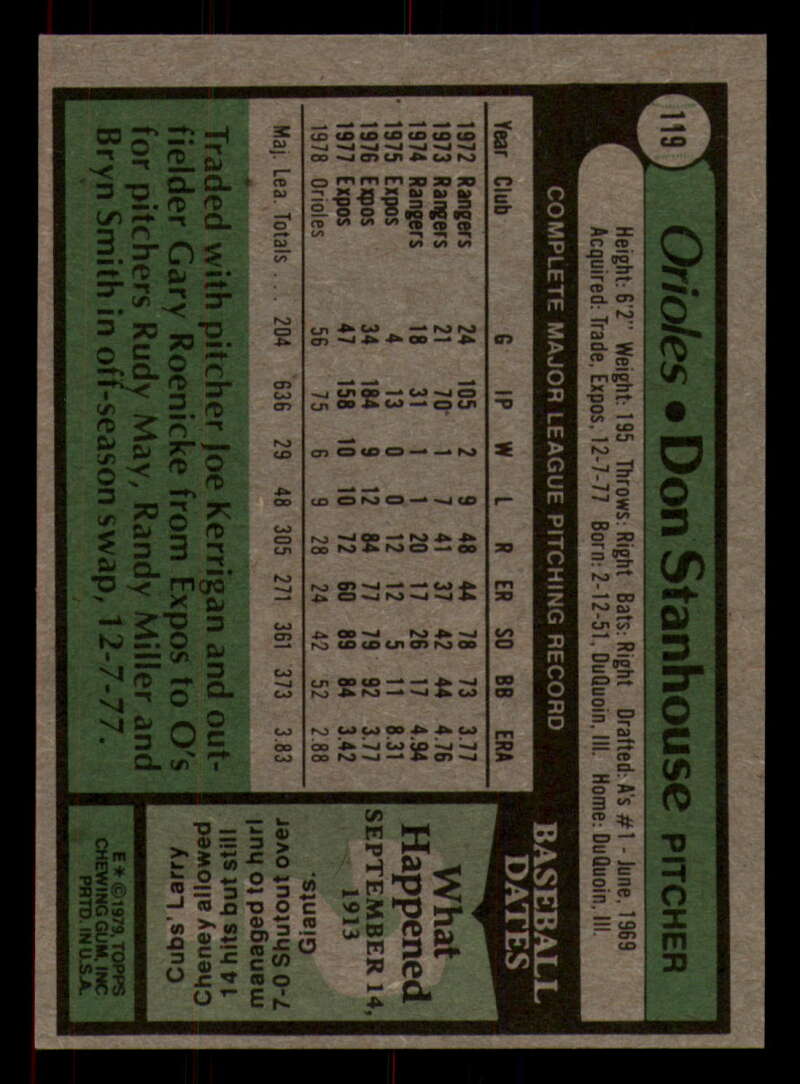 119
Orioles • Don Stanhouse PITCHER
Height: 6'2" Weight: 195 Throws: Right Bats: Right Drafted: A's #1 - June, 1969
Acquired: Trade, Expos, 12-7-77 Born: 2-12-51, DuQuoin, Ill. Home: DuQuoin, Ill.
COMPLETE MAJOR LEAGUE PITCHING RECORD
Year Club G IP W L R ER SO BB ERA
1972 Rangers 24 105 2 9 48 44 78 73 3.77
1973 Rangers 21 70 1 7 41 37 42 44 4.76
1974 Rangers 18 31 1 1 20 17 26 17 4.94
1975 Expos 4 13 0 0 12 12 5 11 8.31
1976 Expos 34 184 9 12 84 77 79 92 3.77
1977 Expos 47 158 10 10 72 60 89 84 3.42
1978 Orioles 56 75 6 9 28 24 42 52 2.88
Maj. Lea. Totals . . . 204 636 29 48 305 271 361 373 3.83
Traded with pitcher Joe Kerrigan and out-
fielder Gary Roenicke from Expos to O's
for pitchers Rudy May, Randy Miller and
Bryn Smith in off-season swap, 12-7-77.
BASEBALL
DATES
What
Happened
SEPTEMBER 14,
1913
Cubs' Larry
Cheney allowed
14 hits but still
managed to hurl
7-0 Shutout over
Giants.
E * © 1979, TOPPS
CHEWING GUM, INC
PRTD. IN U.S.A.